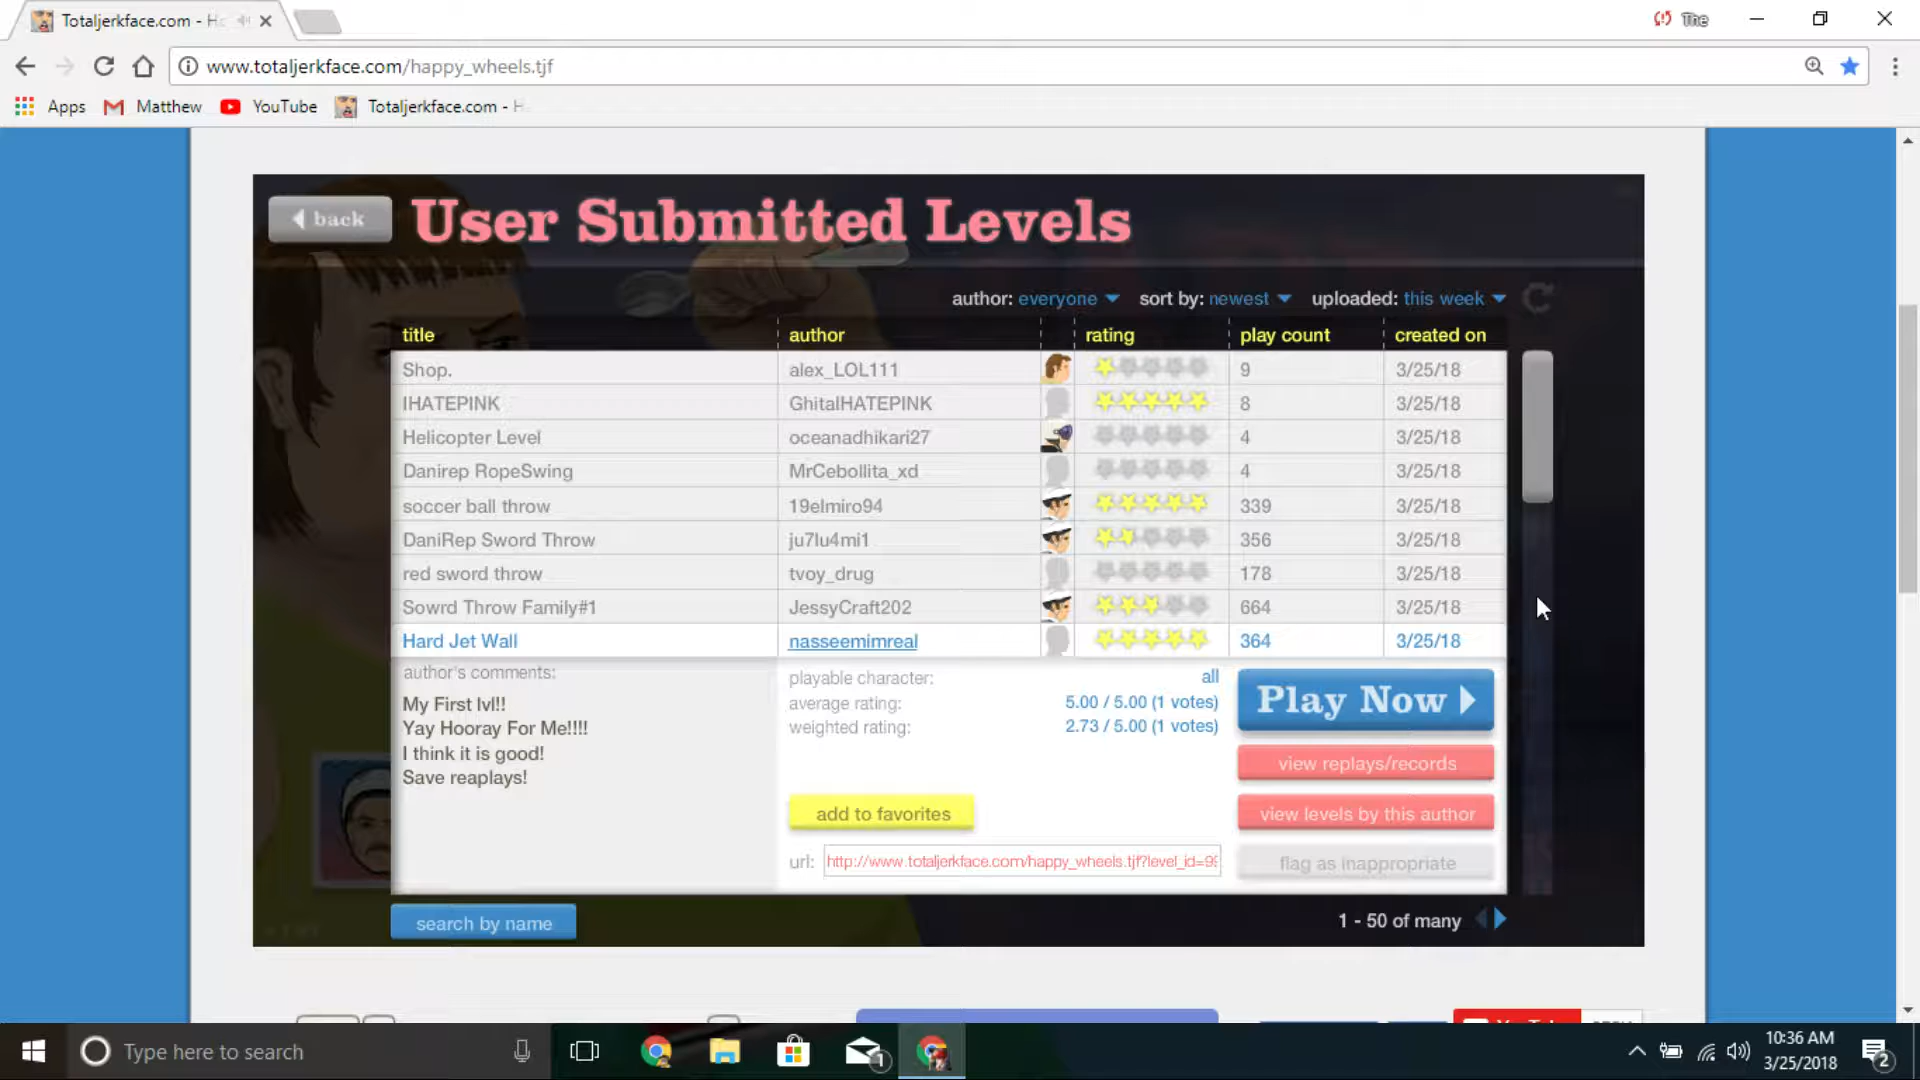 Totaljerkface.com - Ha
The
www.totaljerkface.com/happy_wheels.tjf
Apps Matthew YouTube Totaljerkface.com - H
back
User Submitted Levels
author: everyone sort by: newest uploaded: this week
title author rating play count created on
Shop. alex_LOL111 9 3/25/18
IHATEPINK GhitaIHATEPINK 8 3/25/18
Helicopter Level oceanadhikari27 4 3/25/18
Danirep RopeSwing MrCebollita_xd 4 3/25/18
soccer ball throw 19elmiro94 339 3/25/18
DaniRep Sword Throw ju7lu4mi1 356 3/25/18
red sword throw tvoy_drug 178 3/25/18
Sowrd Throw Family#1 JessyCraft202 664 3/25/18
Hard Jet Wall nasseemimreal 364 3/25/18
author's comments:
My First lvl!!
Yay Hooray For Me!!!!
I think it is good!
Save reaplays!
playable character: all
average rating: 5.00 / 5.00 (1 votes)
weighted rating: 2.73 / 5.00 (1 votes)
Play Now
view replays/records
add to favorites
view levels by this author
url: http://www.totaljerkface.com/happy_wheels.tjf?level_id=9
flag as inappropriate
search by name
1 - 50 of many
Type here to search
1
10:36 AM
3/25/2018
2